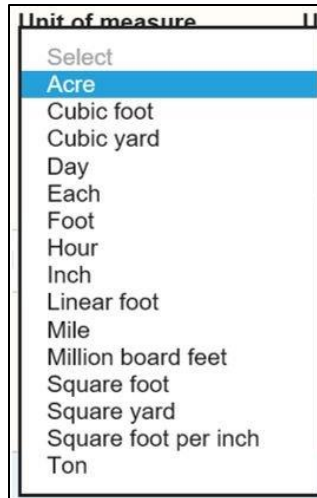 Unit of measure
Select
Acre
Cubic foot
Cubic yard
Day
Each
Foot
Hour
Inch
Linear foot
Mile
Million board feet
Square foot
Square yard
Square foot per inch
Ton